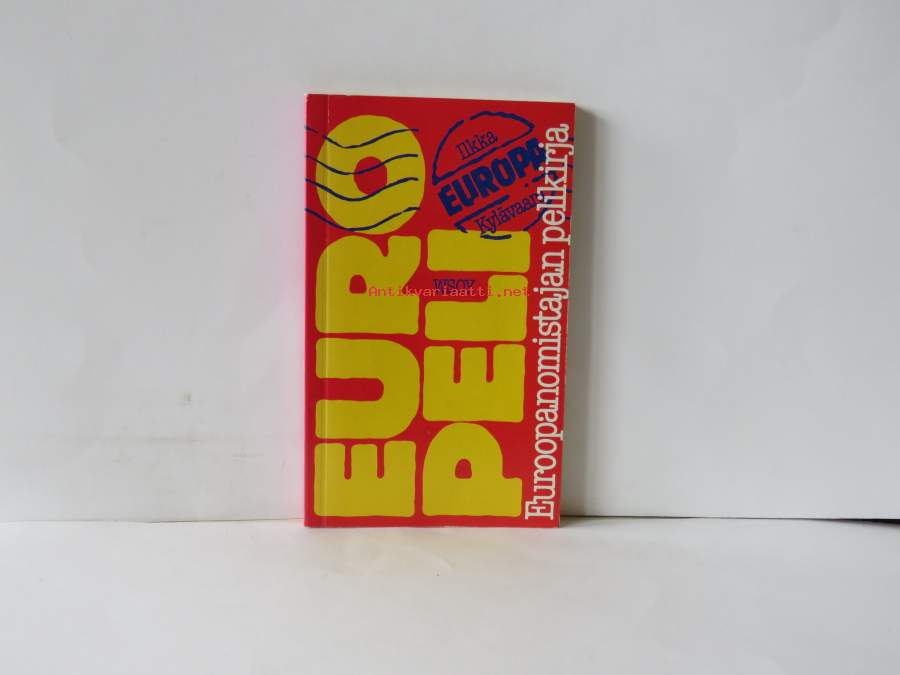 EURO
PELI
Ilkka
EUROPA
Kylävaara
WSOY
Euroopanomistajan pelikirja
Antikvariaatti.net